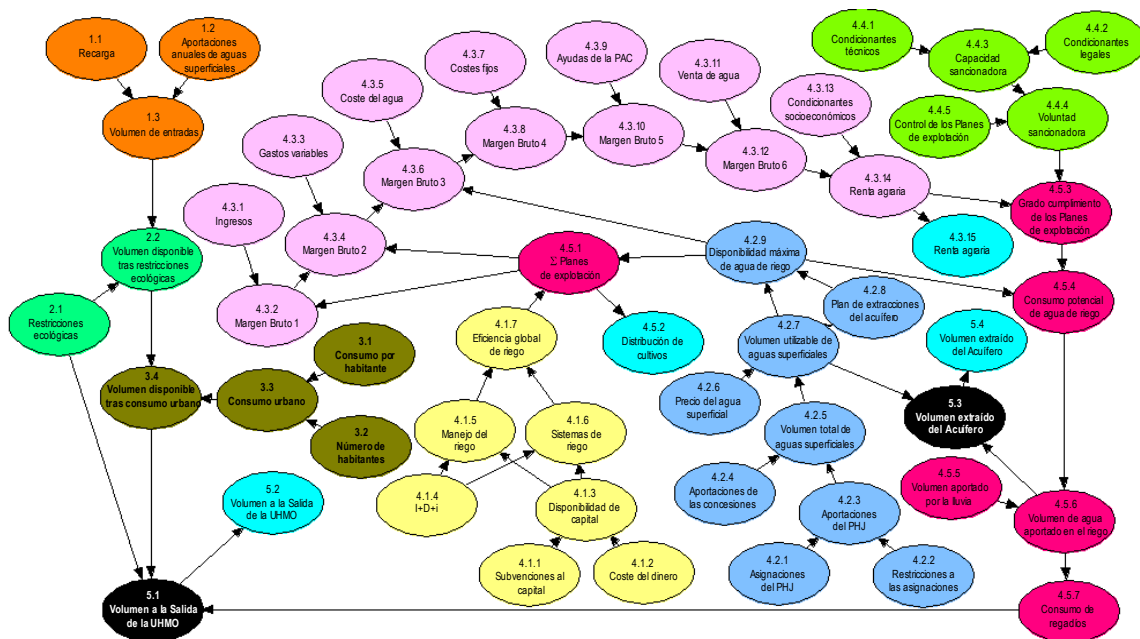 1.1
Recarga
1.2
Aportaciones
anuales de aguas
superficiales
1.3
Volumen de entradas
2.2
Volumen disponible
tras restricciones
ecológicas
2.1
Restricciones
ecológicas
3.4
Volumen disponible
tras consumo urbano
3.3
Consumo urbano
3.1
Consumo por
habitante
3.2
Número de
habitantes
5.2
Volumen a la Salida
de la UHMO
5.1
Volumen a la Salida
de la UHMO
4.3.1
Ingresos
4.3.2
Margen Bruto 1
4.3.3
Gastos variables
4.3.4
Margen Bruto 2
4.3.5
Coste del agua
4.3.6
Margen Bruto 3
4.3.7
Costes fijos
4.3.8
Margen Bruto 4
4.3.9
Ayudas de la PAC
4.3.10
Margen Bruto 5
4.3.11
Venta de agua
4.3.12
Margen Bruto 6
4.3.13
Condicionantes
socioeconómicos
4.3.14
Renta agraria
4.3.15
Renta agraria
4.4.1
Condicionantes
técnicos
4.4.2
Condicionantes
legales
4.4.3
Capacidad
sancionadora
4.4.4
Voluntad
sancionadora
4.4.5
Control de los Planes
de explotación
4.5.3
Grado cumplimento
de los Planes de
explotación
4.5.4
Consumo potencial
de agua de riego
4.5.1
Σ Planes
de explotación
4.5.2
Distribución de
cultivos
4.1.7
Eficiencia global
de riego
4.1.5
Manejo del
riego
4.1.6
Sistemas de
riego
4.1.4
I+D+i
4.1.3
Disponibilidad de
capital
4.1.1
Subvenciones al
capital
4.1.2
Coste del dinero
4.2.9
Disponibilidad máxima
de agua de riego
4.2.8
Plan de extracciones
del acuífero
4.2.7
Volumen utilizable de
aguas superficiales
4.2.6
Precio del agua
superficial
4.2.5
Volumen total de
aguas superficiales
4.2.4
Aportaciones de
las concesiones
4.2.3
Aportaciones
del PHJ
4.2.1
Asignaciones
del PHJ
4.2.2
Restricciones a
las asignaciones
5.4
Volumen extraído
del Acuífero
5.3
Volumen extraído
del Acuífero
4.5.5
Volumen aportado
por la lluvia
4.5.6
Volumen de agua
aportado en el riego
4.5.7
Consumo de
regadíos